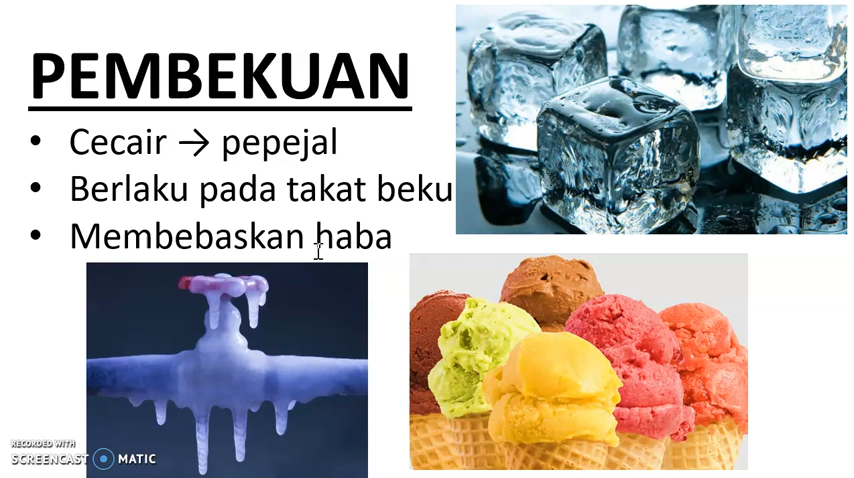 PEMBEKUAN
• Cecair → pepejal
• Berlaku pada takat beku
• Membebaskan haba
RECORDED WITH
SCREENCAST MATIC